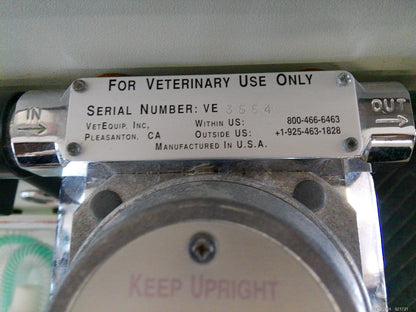 FOR VETERINARY USE ONLY
IN
OUT
SERIAL NUMBER: VE 3554
VETEQUIP, INC,
PLEASANTON, CA
WITHIN US: 800-466-6463
OUTSIDE US: +1-925-463-1828
MANUFACTURED IN U.S.A.
KEEP UPRIGHT